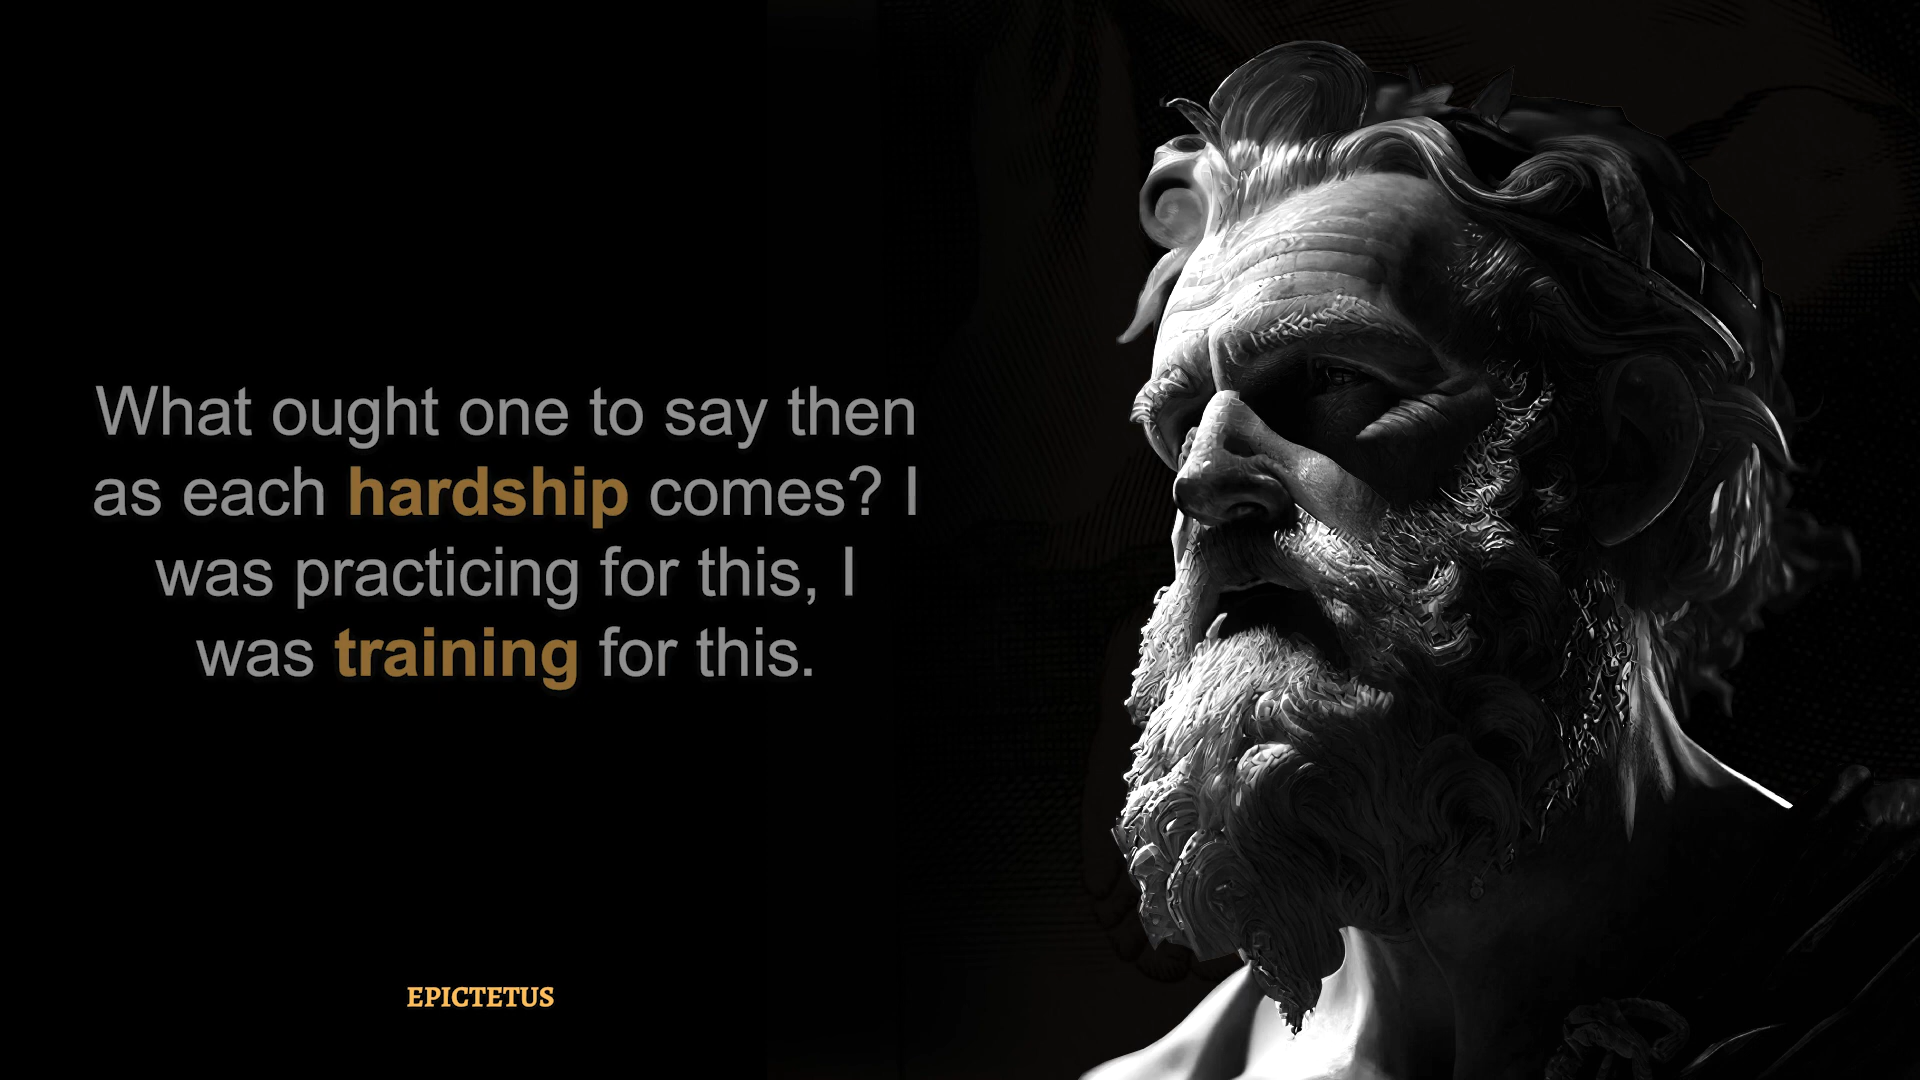 What ought one to say then
as each hardship comes? I
was practicing for this, I
was training for this.
EPICTETUS